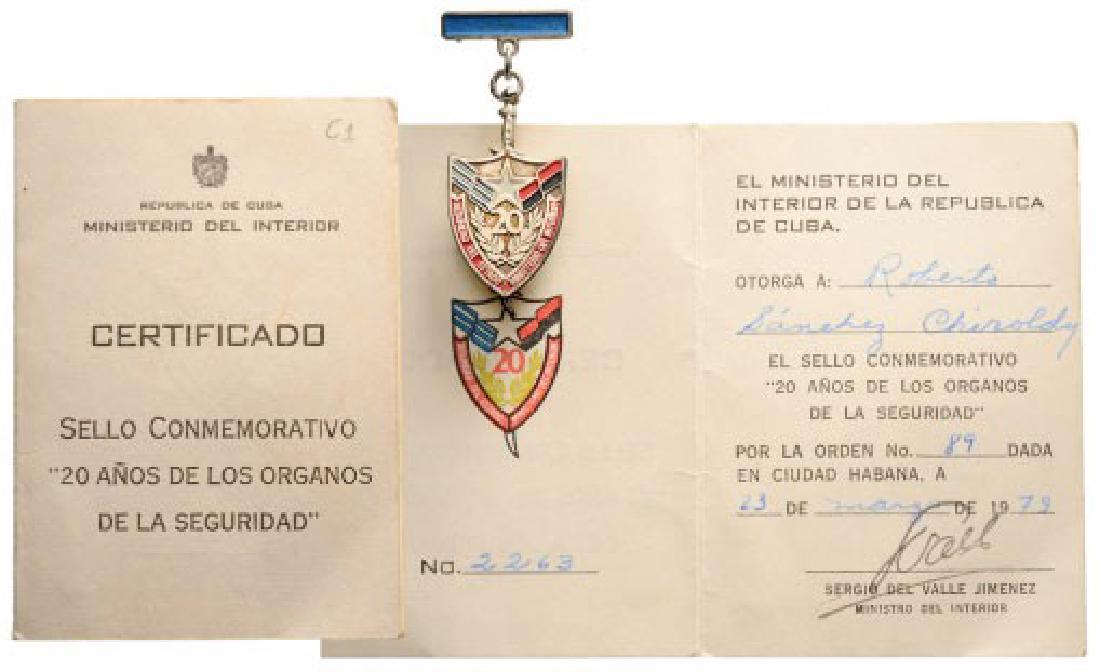 C1
REPUBLICA DE CUBA
MINISTERIO DEL INTERIOR
CERTIFICADO
SELLO CONMEMORATIVO
"20 AÑOS DE LOS ORGANOS
DE LA SEGURIDAD"
20
20
No. 2263
EL MINISTERIO DEL
INTERIOR DE LA REPUBLICA
DE CUBA.
OTORGA A: Roberto
Sánchez Chiroldy
EL SELLO CONMEMORATIVO
"20 AÑOS DE LOS ORGANOS
DE LA SEGURIDAD"
POR LA ORDEN No. 89 DADA
EN CIUDAD HABANA, A
23 DE marzo DE 1979
SERGIO DEL VALLE JIMENEZ
MINISTRO DEL INTERIOR